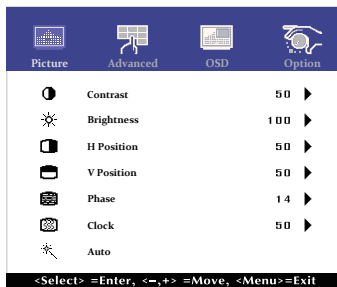 Picture Advanced OSD Option
Contrast 50
Brightness 100
H Position 50
V Position 50
Phase 14
Clock 50
Auto
<Select> =Enter, <–,+> =Move, <Menu>=Exit